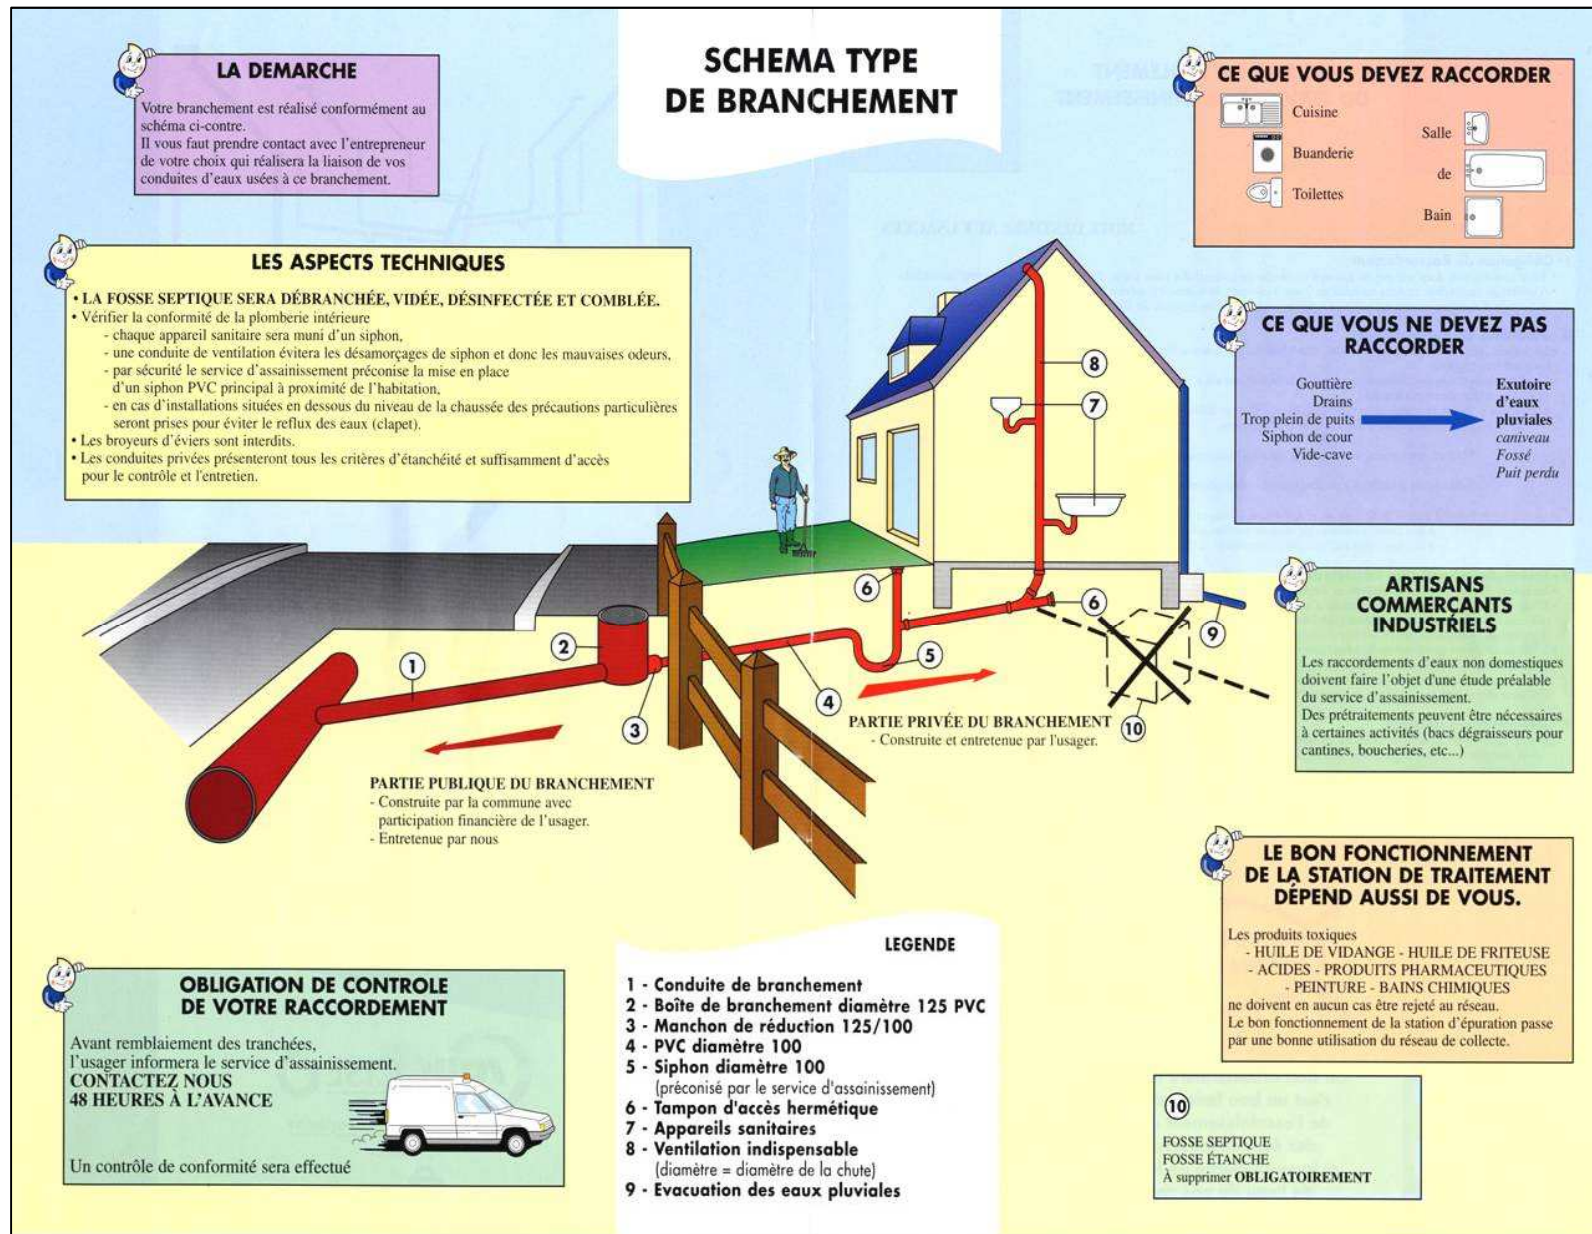 SCHEMA TYPE
DE BRANCHEMENT
LA DEMARCHE
Votre branchement est réalisé conformément au
schéma ci-contre.
Il vous faut prendre contact avec l'entrepreneur
de votre choix qui réalisera la liaison de vos
conduites d'eaux usées à ce branchement.
CE QUE VOUS DEVEZ RACCORDER
Cuisine
Buanderie
Toilettes
Salle
de
Bain
LES ASPECTS TECHNIQUES
• LA FOSSE SEPTIQUE SERA DÉBRANCHÉE, VIDÉE, DÉSINFECTÉE ET COMBLÉE.
• Vérifier la conformité de la plomberie intérieure
- chaque appareil sanitaire sera muni d'un siphon,
- une conduite de ventilation évitera les désamorçages de siphon et donc les mauvaises odeurs,
- par sécurité le service d'assainissement préconise la mise en place
d'un siphon PVC principal à proximité de l'habitation,
- en cas d'installations situées en dessous du niveau de la chaussée des précautions particulières
seront prises pour éviter le reflux des eaux (clapet).
• Les broyeurs d'éviers sont interdits.
• Les conduites privées présenteront tous les critères d'étanchéité et suffisamment d'accès
pour le contrôle et l'entretien.
CE QUE VOUS NE DEVEZ PAS
RACCORDER
Gouttière
Drains
Trop plein de puits
Siphon de cour
Vide-cave
Exutoire
d'eaux
pluviales
caniveau
Fossé
Puit perdu
8
7
6
6
9
2
1
5
4
3
10
PARTIE PRIVÉE DU BRANCHEMENT
- Construite et entretenue par l'usager.
PARTIE PUBLIQUE DU BRANCHEMENT
- Construite par la commune avec
participation financière de l'usager.
- Entretenue par nous
ARTISANS
COMMERÇANTS
INDUSTRIELS
Les raccordements d'eaux non domestiques
doivent faire l'objet d'une étude préalable
du service d'assainissement.
Des prétraitements peuvent être nécessaires
à certaines activités (bacs dégraisseurs pour
cantines, boucheries, etc...)
LE BON FONCTIONNEMENT
DE LA STATION DE TRAITEMENT
DÉPEND AUSSI DE VOUS.
Les produits toxiques
- HUILE DE VIDANGE - HUILE DE FRITEUSE
- ACIDES - PRODUITS PHARMACEUTIQUES
- PEINTURE - BAINS CHIMIQUES
ne doivent en aucun cas être rejeté au réseau.
Le bon fonctionnement de la station d'épuration passe
par une bonne utilisation du réseau de collecte.
OBLIGATION DE CONTROLE
DE VOTRE RACCORDEMENT
Avant remblaiement des tranchées,
l'usager informera le service d'assainissement.
CONTACTEZ NOUS
48 HEURES À L'AVANCE
Un contrôle de conformité sera effectué
LEGENDE
1 - Conduite de branchement
2 - Boîte de branchement diamètre 125 PVC
3 - Manchon de réduction 125/100
4 - PVC diamètre 100
5 - Siphon diamètre 100
(préconisé par le service d'assainissement)
6 - Tampon d'accès hermétique
7 - Appareils sanitaires
8 - Ventilation indispensable
(diamètre = diamètre de la chute)
9 - Evacuation des eaux pluviales
10
FOSSE SEPTIQUE
FOSSE ÉTANCHE
À supprimer OBLIGATOIREMENT